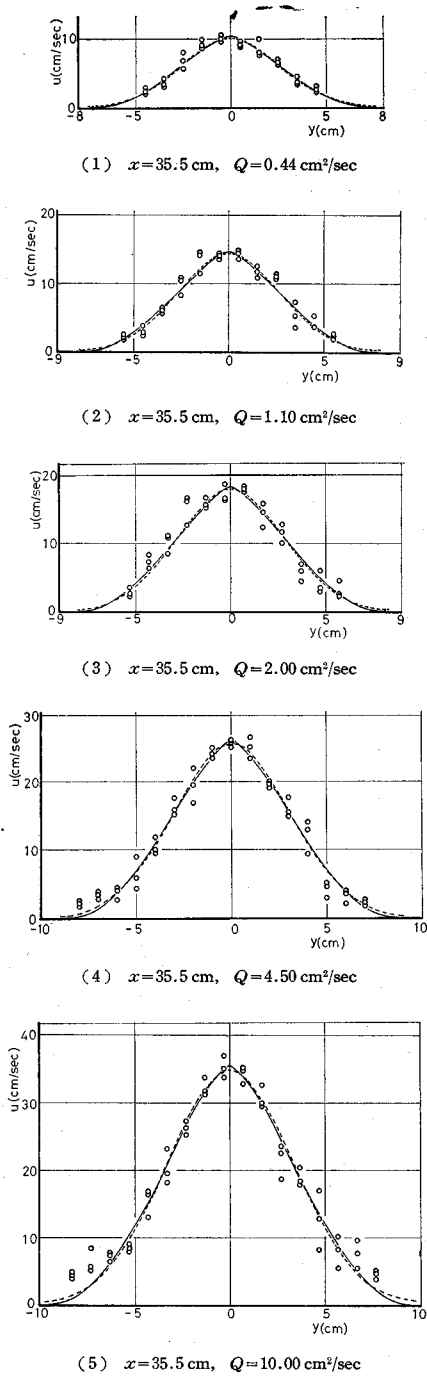 u(cm/sec)
10
0
-8
-5
0
5
8
y(cm)
(1) x=35.5 cm, Q=0.44 cm²/sec
u(cm/sec)
20
10
0
-9
-5
0
5
9
y(cm)
(2) x=35.5 cm, Q=1.10 cm²/sec
u(cm/sec)
20
10
0
-9
-5
0
5
9
y(cm)
(3) x=35.5 cm, Q=2.00 cm²/sec
u(cm/sec)
30
20
10
0
-10
-5
0
5
10
y(cm)
(4) x=35.5 cm, Q=4.50 cm²/sec
u(cm/sec)
40
30
20
10
0
-10
-5
0
5
10
y(cm)
(5) x=35.5 cm, Q=10.00 cm²/sec